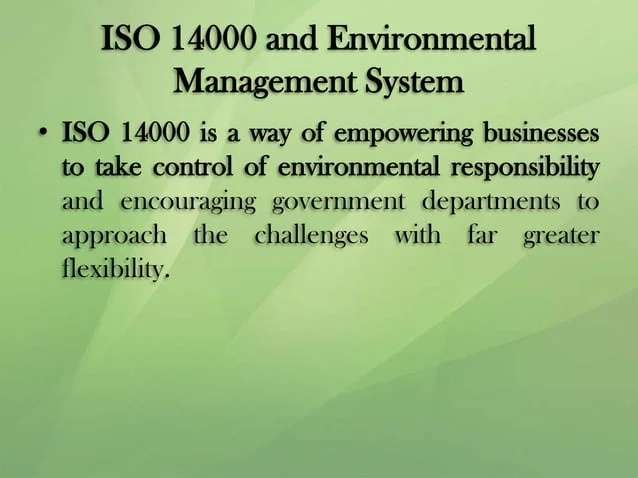 ISO 14000 and Environmental
Management System
• ISO 14000 is a way of empowering businesses
to take control of environmental responsibility
and encouraging government departments to
approach the challenges with far greater
flexibility.